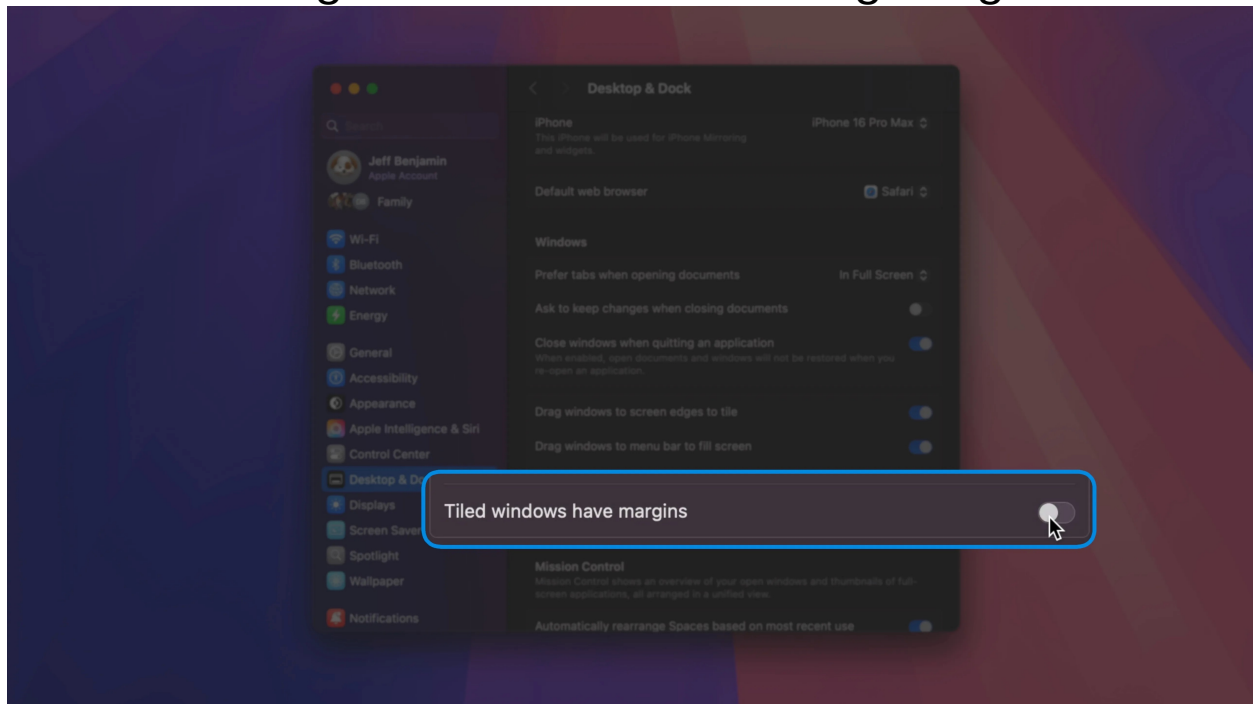 Desktop & Dock
Search
Jeff Benjamin
Apple Account
Family
Wi-Fi
Bluetooth
Network
Energy
General
Accessibility
Appearance
Apple Intelligence & Siri
Control Center
Desktop & Do
Displays
Screen Saver
Spotlight
Wallpaper
Notifications
iPhone iPhone 16 Pro Max
This iPhone will be used for iPhone Mirroring
and widgets.
Default web browser Safari
Windows
Prefer tabs when opening documents In Full Screen
Ask to keep changes when closing documents
Close windows when quitting an application
When enabled, open documents and windows will not be restored when you
re-open an application.
Drag windows to screen edges to tile
Drag windows to menu bar to fill screen
Tiled windows have margins
Mission Control
Mission Control shows an overview of your open windows and thumbnails of full-
screen applications, all arranged in a unified view.
Automatically rearrange Spaces based on most recent use